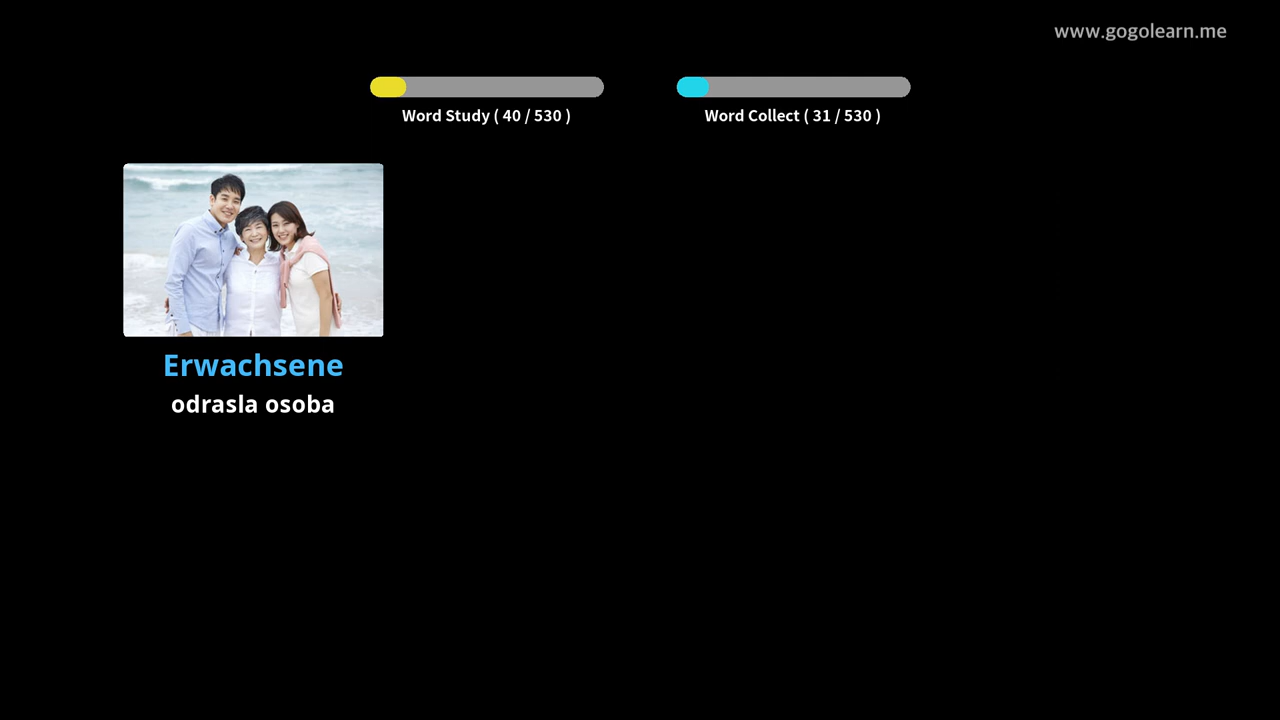 www.gogolearn.me
Word Study ( 40 / 530 )
Word Collect ( 31 / 530 )
Erwachsene
odrasla osoba